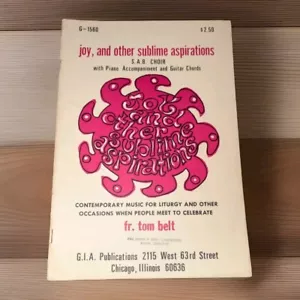 G-1560
$2.50
joy, and other sublime aspirations
S.A.B. CHOIR
with Piano Accompaniment and Guitar Chords
joy
and
other
sublime
aspirations
CONTEMPORARY MUSIC FOR LITURGY AND OTHER
OCCASIONS WHEN PEOPLE MEET TO CELEBRATE
fr. tom belt
G.I.A. Publications 2115 West 63rd Street
Chicago, Illinois 60636